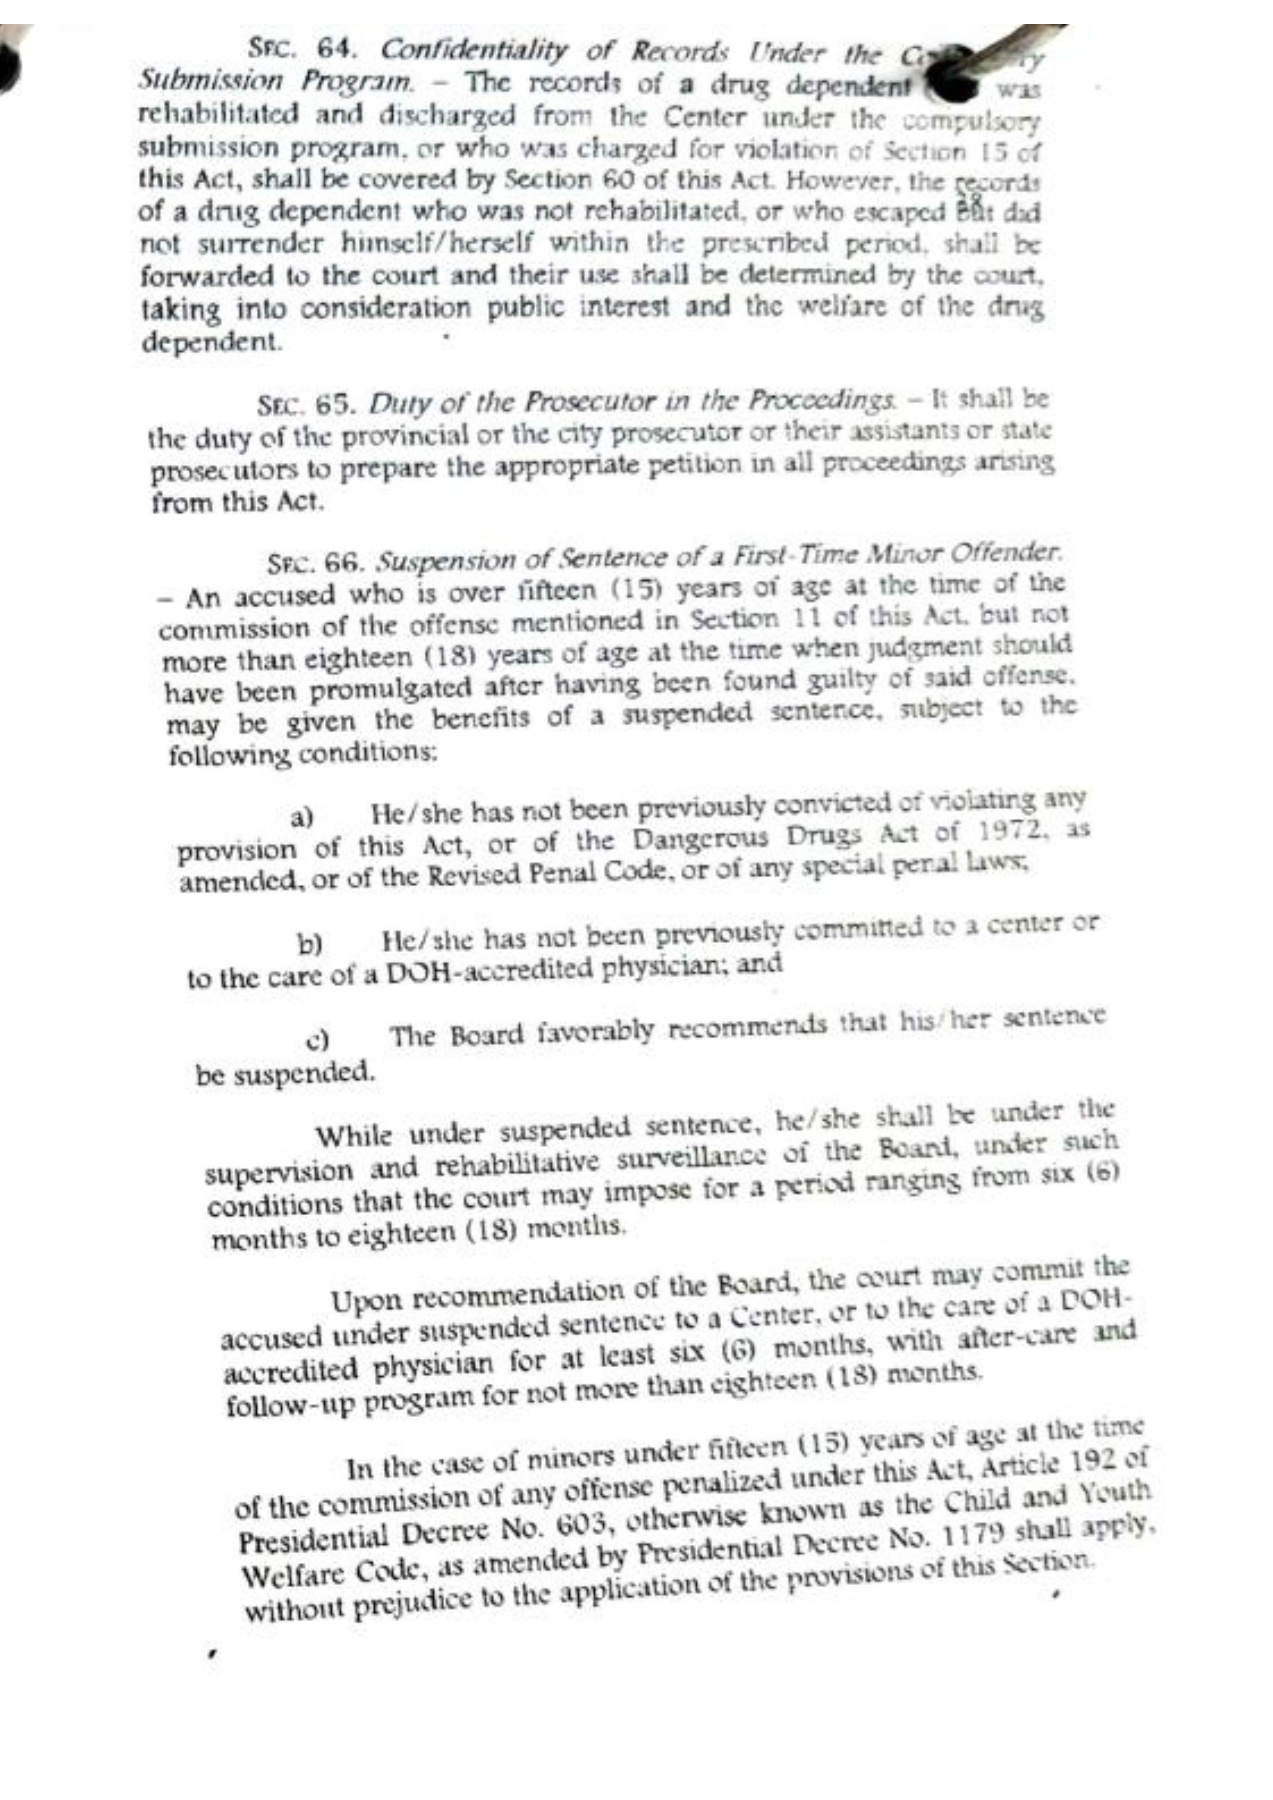 SEC. 64. Confidentiality of Records Under the
Submission Program. – The records of a drug dependent was
rehabilitated and discharged from the Center under the compulsory
submission program, or who was charged for violation of Section 15 of
this Act, shall be covered by Section 60 of this Act. However, the records
of a drug dependent who was not rehabilitated, or who escaped but did
not surrender himself/herself within the prescribed period, shall be
forwarded to the court and their use shall be determined by the court,
taking into consideration public interest and the welfare of the drug
dependent.
SEC. 65. Duty of the Prosecutor in the Proceedings. – It shall be
the duty of the provincial or the city prosecutor or their assistants or state
prosecutors to prepare the appropriate petition in all proceedings arising
from this Act.
SEC. 66. Suspension of Sentence of a First-Time Minor Offender.
– An accused who is over fifteen (15) years of age at the time of the
commission of the offense mentioned in Section 11 of this Act, but not
more than eighteen (18) years of age at the time when judgment should
have been promulgated after having been found guilty of said offense,
may be given the benefits of a suspended sentence, subject to the
following conditions:
a) He/she has not been previously convicted of violating any
provision of this Act, or of the Dangerous Drugs Act of 1972, as
amended, or of the Revised Penal Code, or of any special penal laws;
b) He/she has not been previously committed to a center or
to the care of a DOH-accredited physician; and
c) The Board favorably recommends that his/her sentence
be suspended.
While under suspended sentence, he/she shall be under the
supervision and rehabilitative surveillance of the Board, under such
conditions that the court may impose for a period ranging from six (6)
months to eighteen (18) months.
Upon recommendation of the Board, the court may commit the
accused under suspended sentence to a Center, or to the care of a DOH-
accredited physician for at least six (6) months, with after-care and
follow-up program for not more than eighteen (18) months.
In the case of minors under fifteen (15) years of age at the time
of the commission of any offense penalized under this Act, Article 192 of
Presidential Decree No. 603, otherwise known as the Child and Youth
Welfare Code, as amended by Presidential Decree No. 1179 shall apply,
without prejudice to the application of the provisions of this Section.